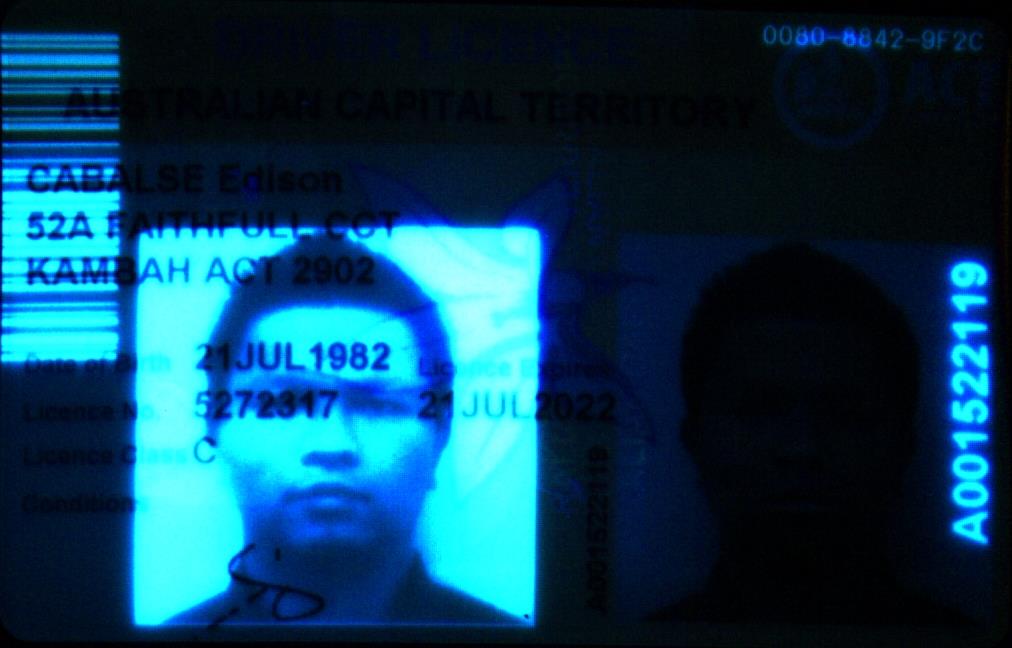 DRIVER LICENCE
0080-8842-9F2C
ACT
AUSTRALIAN CAPITAL TERRITORY
CABALSE Edison
52A FAITHFULL CCT
KAMBAH ACT 2902
Date of Birth 21JUL1982 Licence Expires
Licence No. 5272317 21JUL2022
Licence Class C
Conditions
A001522119
A001522119